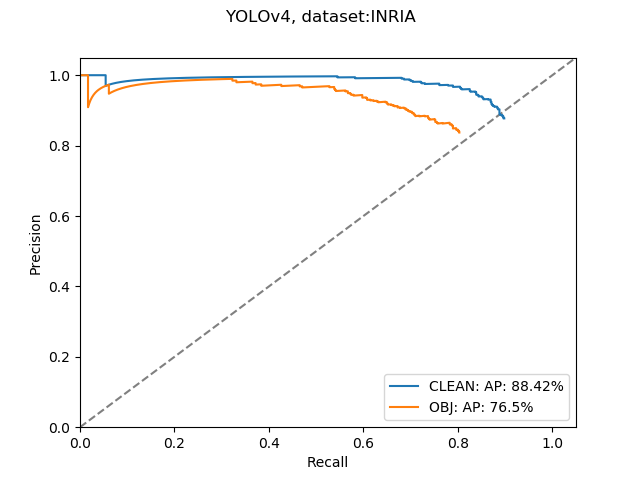 YOLOv4, dataset:INRIA
1.0
0.8
0.6
0.4
0.2
0.0
Precision
0.0 0.2 0.4 0.6 0.8 1.0
Recall
CLEAN: AP: 88.42%
OBJ: AP: 76.5%